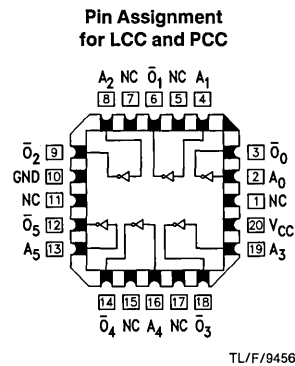 Pin Assignment
for LCC and PCC
A₂ NC Ō₁ NC A₁
8 7 6 5 4
Ō₂ 9 3 Ō₀
GND 10 2 A₀
NC 11 1 NC
Ō₅ 12 20 V_CC
A₅ 13 19 A₃
14 15 16 17 18
Ō₄ NC A₄ NC Ō₃
TL/F/9456